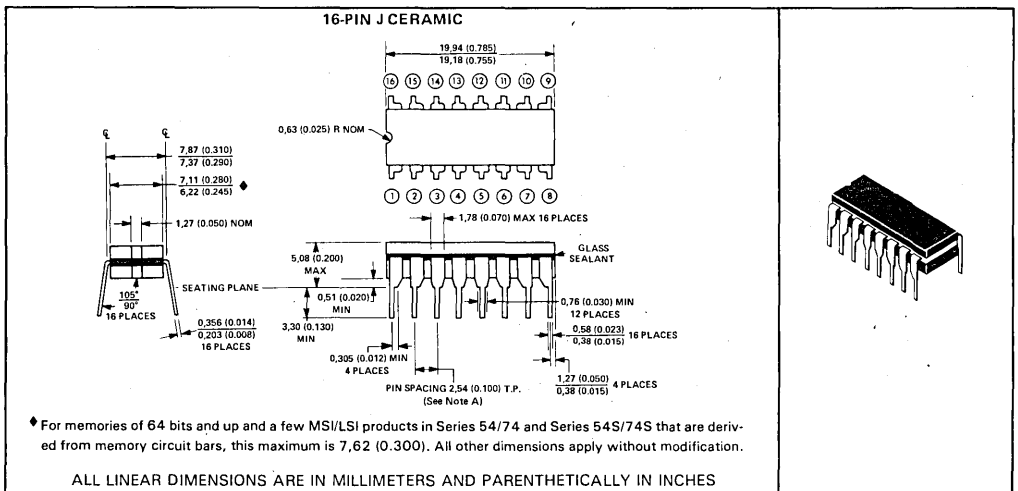 16-PIN J CERAMIC
19,94 (0.785)
19,18 (0.755)
16 15 14 13 12 11 10 9
0,63 (0.025) R NOM
1 2 3 4 5 6 7 8
℄ ℄
7,87 (0.310)
7,37 (0.290)
7,11 (0.280)
6,22 (0.245) ♦
1,27 (0.050) NOM
105°
90°
16 PLACES
0,356 (0.014)
0,203 (0.008)
16 PLACES
1,78 (0.070) MAX 16 PLACES
5,08 (0.200)
MAX
GLASS
SEALANT
SEATING PLANE
0,51 (0.020)
MIN
3,30 (0.130)
MIN
0,76 (0.030) MIN
12 PLACES
0,58 (0.023)
0,38 (0.015) 16 PLACES
0,305 (0.012) MIN
4 PLACES
1,27 (0.050)
0,38 (0.015) 4 PLACES
PIN SPACING 2,54 (0.100) T.P.
(See Note A)
♦ For memories of 64 bits and up and a few MSI/LSI products in Series 54/74 and Series 54S/74S that are deriv-
ed from memory circuit bars, this maximum is 7,62 (0.300). All other dimensions apply without modification.
ALL LINEAR DIMENSIONS ARE IN MILLIMETERS AND PARENTHETICALLY IN INCHES